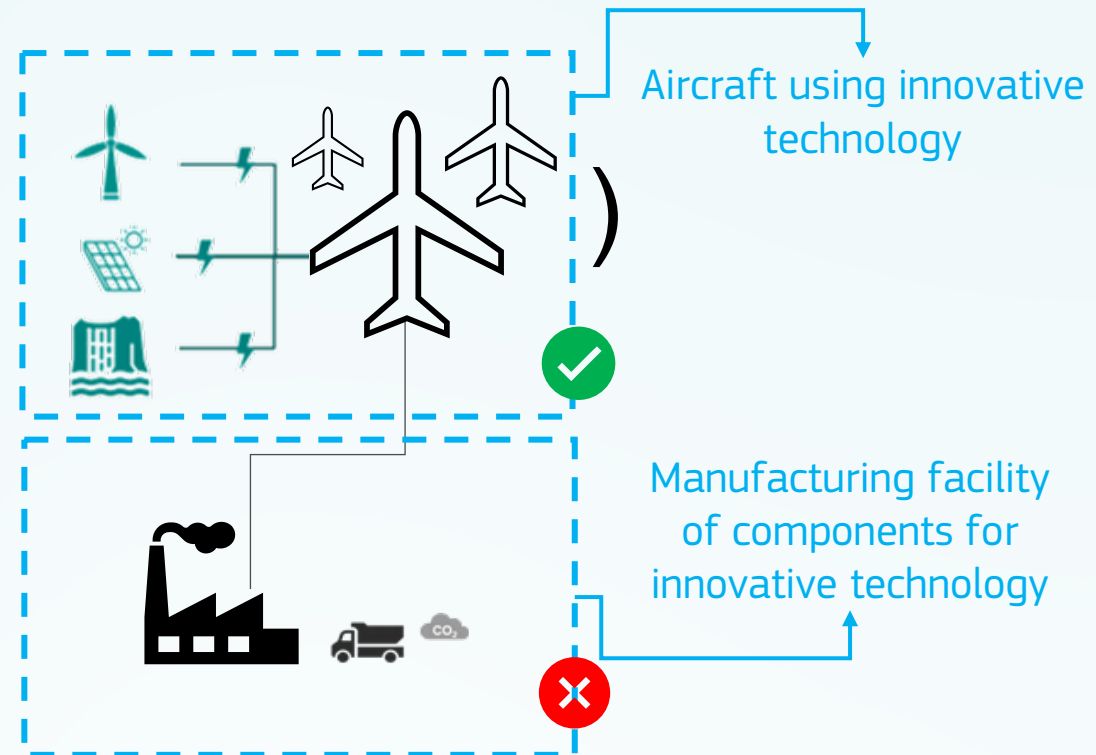 Aircraft using innovative
technology
)
Manufacturing facility
of components for
innovative technology
CO₂